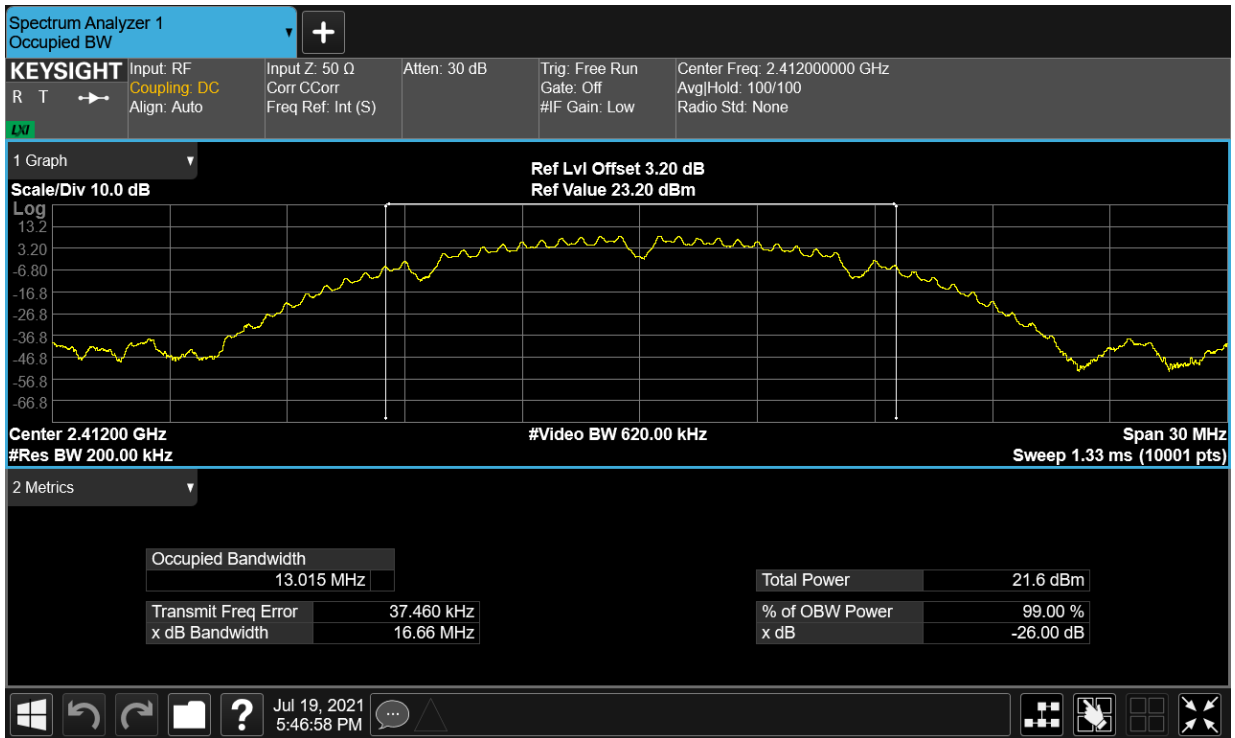 Spectrum Analyzer 1
Occupied BW
KEYSIGHT
R T
LXI
Input: RF
Coupling: DC
Align: Auto
Input Z: 50 Ω
Corr CCorr
Freq Ref: Int (S)
Atten: 30 dB
Trig: Free Run
Gate: Off
#IF Gain: Low
Center Freq: 2.412000000 GHz
Avg|Hold: 100/100
Radio Std: None
1 Graph
Ref Lvl Offset 3.20 dB
Scale/Div 10.0 dB
Ref Value 23.20 dBm
Log
13.2
3.20
-6.80
-16.8
-26.8
-36.8
-46.8
-56.8
-66.8
Center 2.41200 GHz
#Video BW 620.00 kHz
Span 30 MHz
#Res BW 200.00 kHz
Sweep 1.33 ms (10001 pts)
2 Metrics
Occupied Bandwidth
13.015 MHz
Total Power 21.6 dBm
Transmit Freq Error 37.460 kHz
% of OBW Power 99.00 %
x dB Bandwidth 16.66 MHz
x dB -26.00 dB
?
Jul 19, 2021
5:46:58 PM